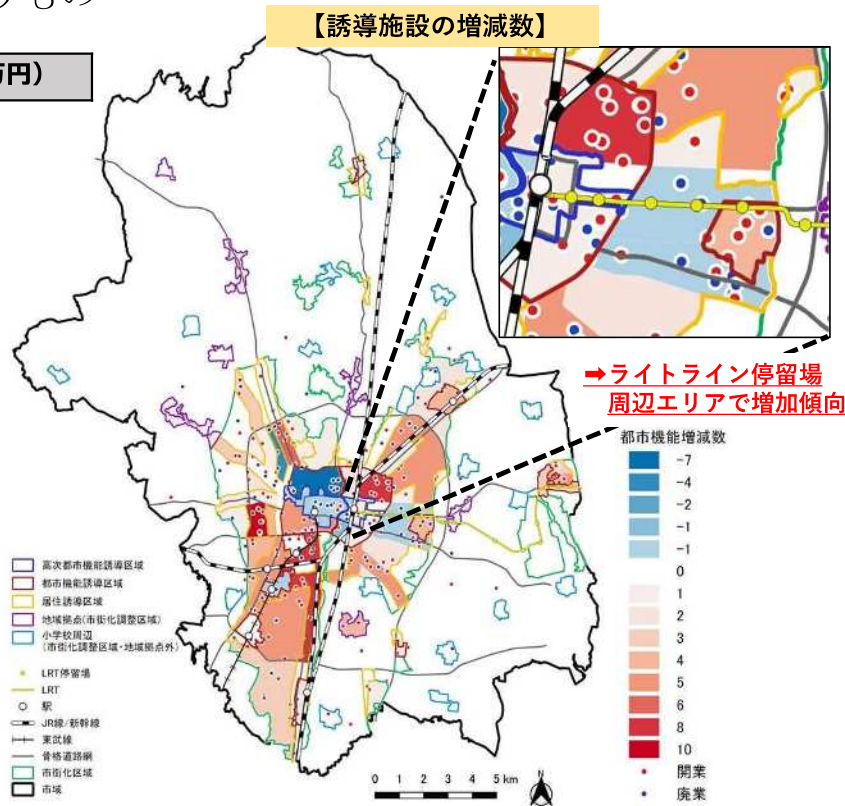 【誘導施設の増減数】
万円）
➡ライトライン停留場
周辺エリアで増加傾向
都市機能増減数
-7
-4
-2
-1
-1
0
1
2
3
4
5
6
8
10
開業
廃業
高次都市機能誘導区域
都市機能誘導区域
居住誘導区域
地域拠点(市街化調整区域)
小学校周辺
(市街化調整区域・地域拠点外)
LRT停留場
LRT
駅
JR線/新幹線
東武線
骨格道路網
市街化区域
市域
0 1 2 3 4 5 km
N